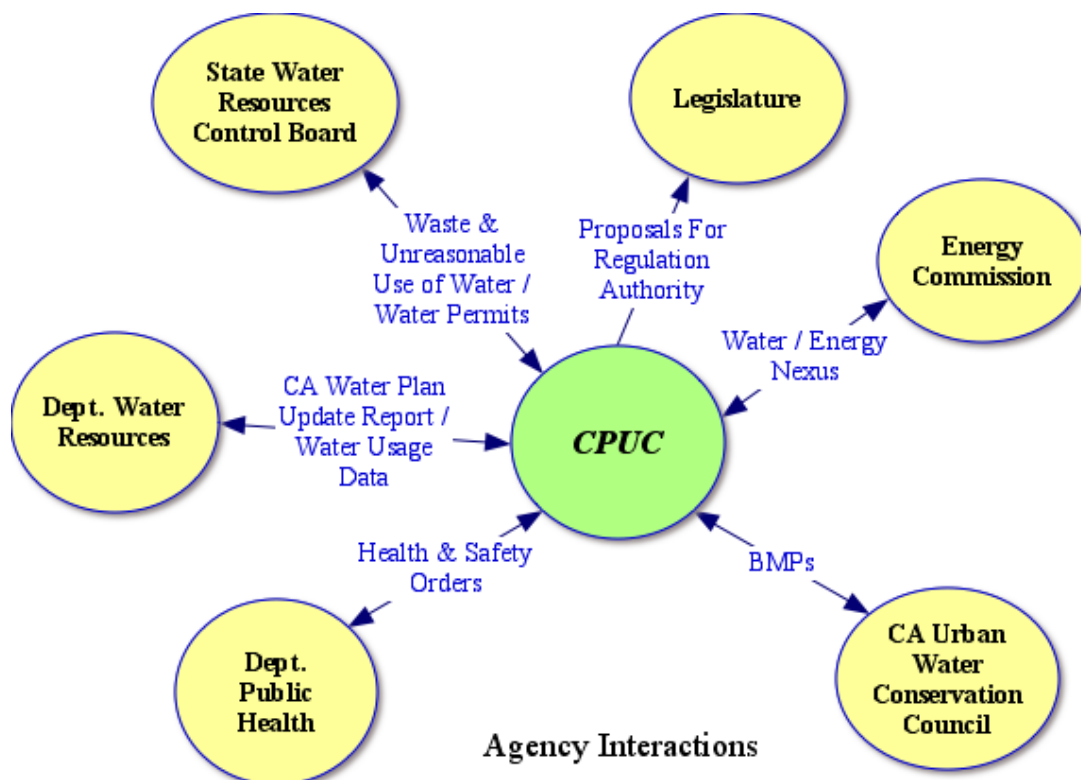 State Water
Resources
Control Board
Legislature
Energy
Commission
Waste &
Unreasonable
Use of Water /
Water Permits
Proposals For
Regulation
Authority
Water / Energy
Nexus
Dept. Water
Resources
CA Water Plan
Update Report /
Water Usage
Data
CPUC
Health & Safety
Orders
BMPs
Dept.
Public
Health
CA Urban
Water
Conservation
Council
Agency Interactions